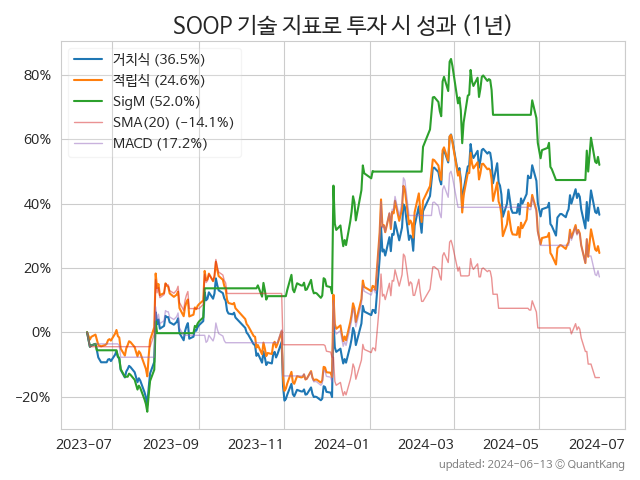 SOOP 기술 지표로 투자 시 성과 (1년)
거치식 (36.5%)
적립식 (24.6%)
SigM (52.0%)
SMA(20) (−14.1%)
MACD (17.2%)
80%
60%
40%
20%
0%
−20%
2023-07 2023-09 2023-11 2024-01 2024-03 2024-05 2024-07
updated: 2024-06-13 © QuantKang